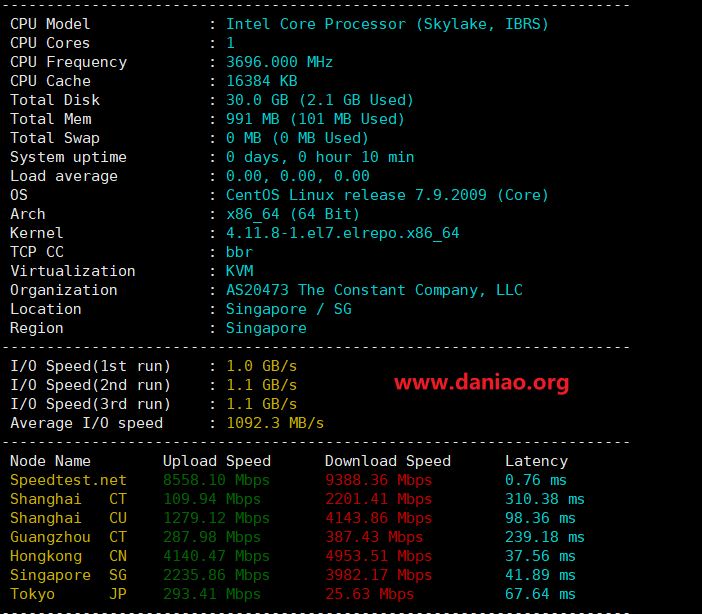 CPU Model : Intel Core Processor (Skylake, IBRS)
CPU Cores : 1
CPU Frequency : 3696.000 MHz
CPU Cache : 16384 KB
Total Disk : 30.0 GB (2.1 GB Used)
Total Mem : 991 MB (101 MB Used)
Total Swap : 0 MB (0 MB Used)
System uptime : 0 days, 0 hour 10 min
Load average : 0.00, 0.00, 0.00
OS : CentOS Linux release 7.9.2009 (Core)
Arch : x86_64 (64 Bit)
Kernel : 4.11.8-1.el7.elrepo.x86_64
TCP CC : bbr
Virtualization : KVM
Organization : AS20473 The Constant Company, LLC
Location : Singapore / SG
Region : Singapore
I/O Speed(1st run) : 1.0 GB/s
www.daniao.org
I/O Speed(2nd run) : 1.1 GB/s
I/O Speed(3rd run) : 1.1 GB/s
Average I/O speed : 1092.3 MB/s
Node Name Upload Speed Download Speed Latency
Speedtest.net 8558.10 Mbps 9388.36 Mbps 0.76 ms
Shanghai CT 109.94 Mbps 2201.41 Mbps 310.38 ms
Shanghai CU 1279.12 Mbps 4143.86 Mbps 98.36 ms
Guangzhou CT 287.98 Mbps 387.43 Mbps 239.18 ms
Hongkong CN 4140.47 Mbps 4953.51 Mbps 37.56 ms
Singapore SG 2235.86 Mbps 3982.17 Mbps 41.89 ms
Tokyo JP 293.41 Mbps 25.63 Mbps 67.64 ms